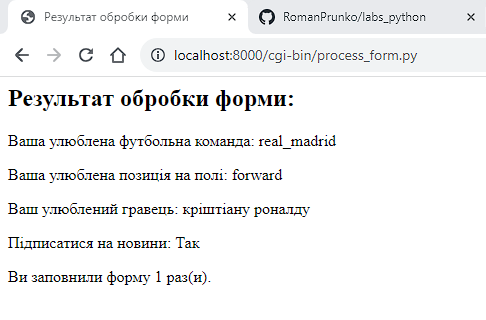 Результат обробки форми
RomanPrunko/labs_python
localhost:8000/cgi-bin/process_form.py
Результат обробки форми:
Ваша улюблена футбольна команда: real_madrid
Ваша улюблена позиція на полі: forward
Ваш улюблений гравець: кріштіану роналду
Підписатися на новини: Так
Ви заповнили форму 1 раз(и).